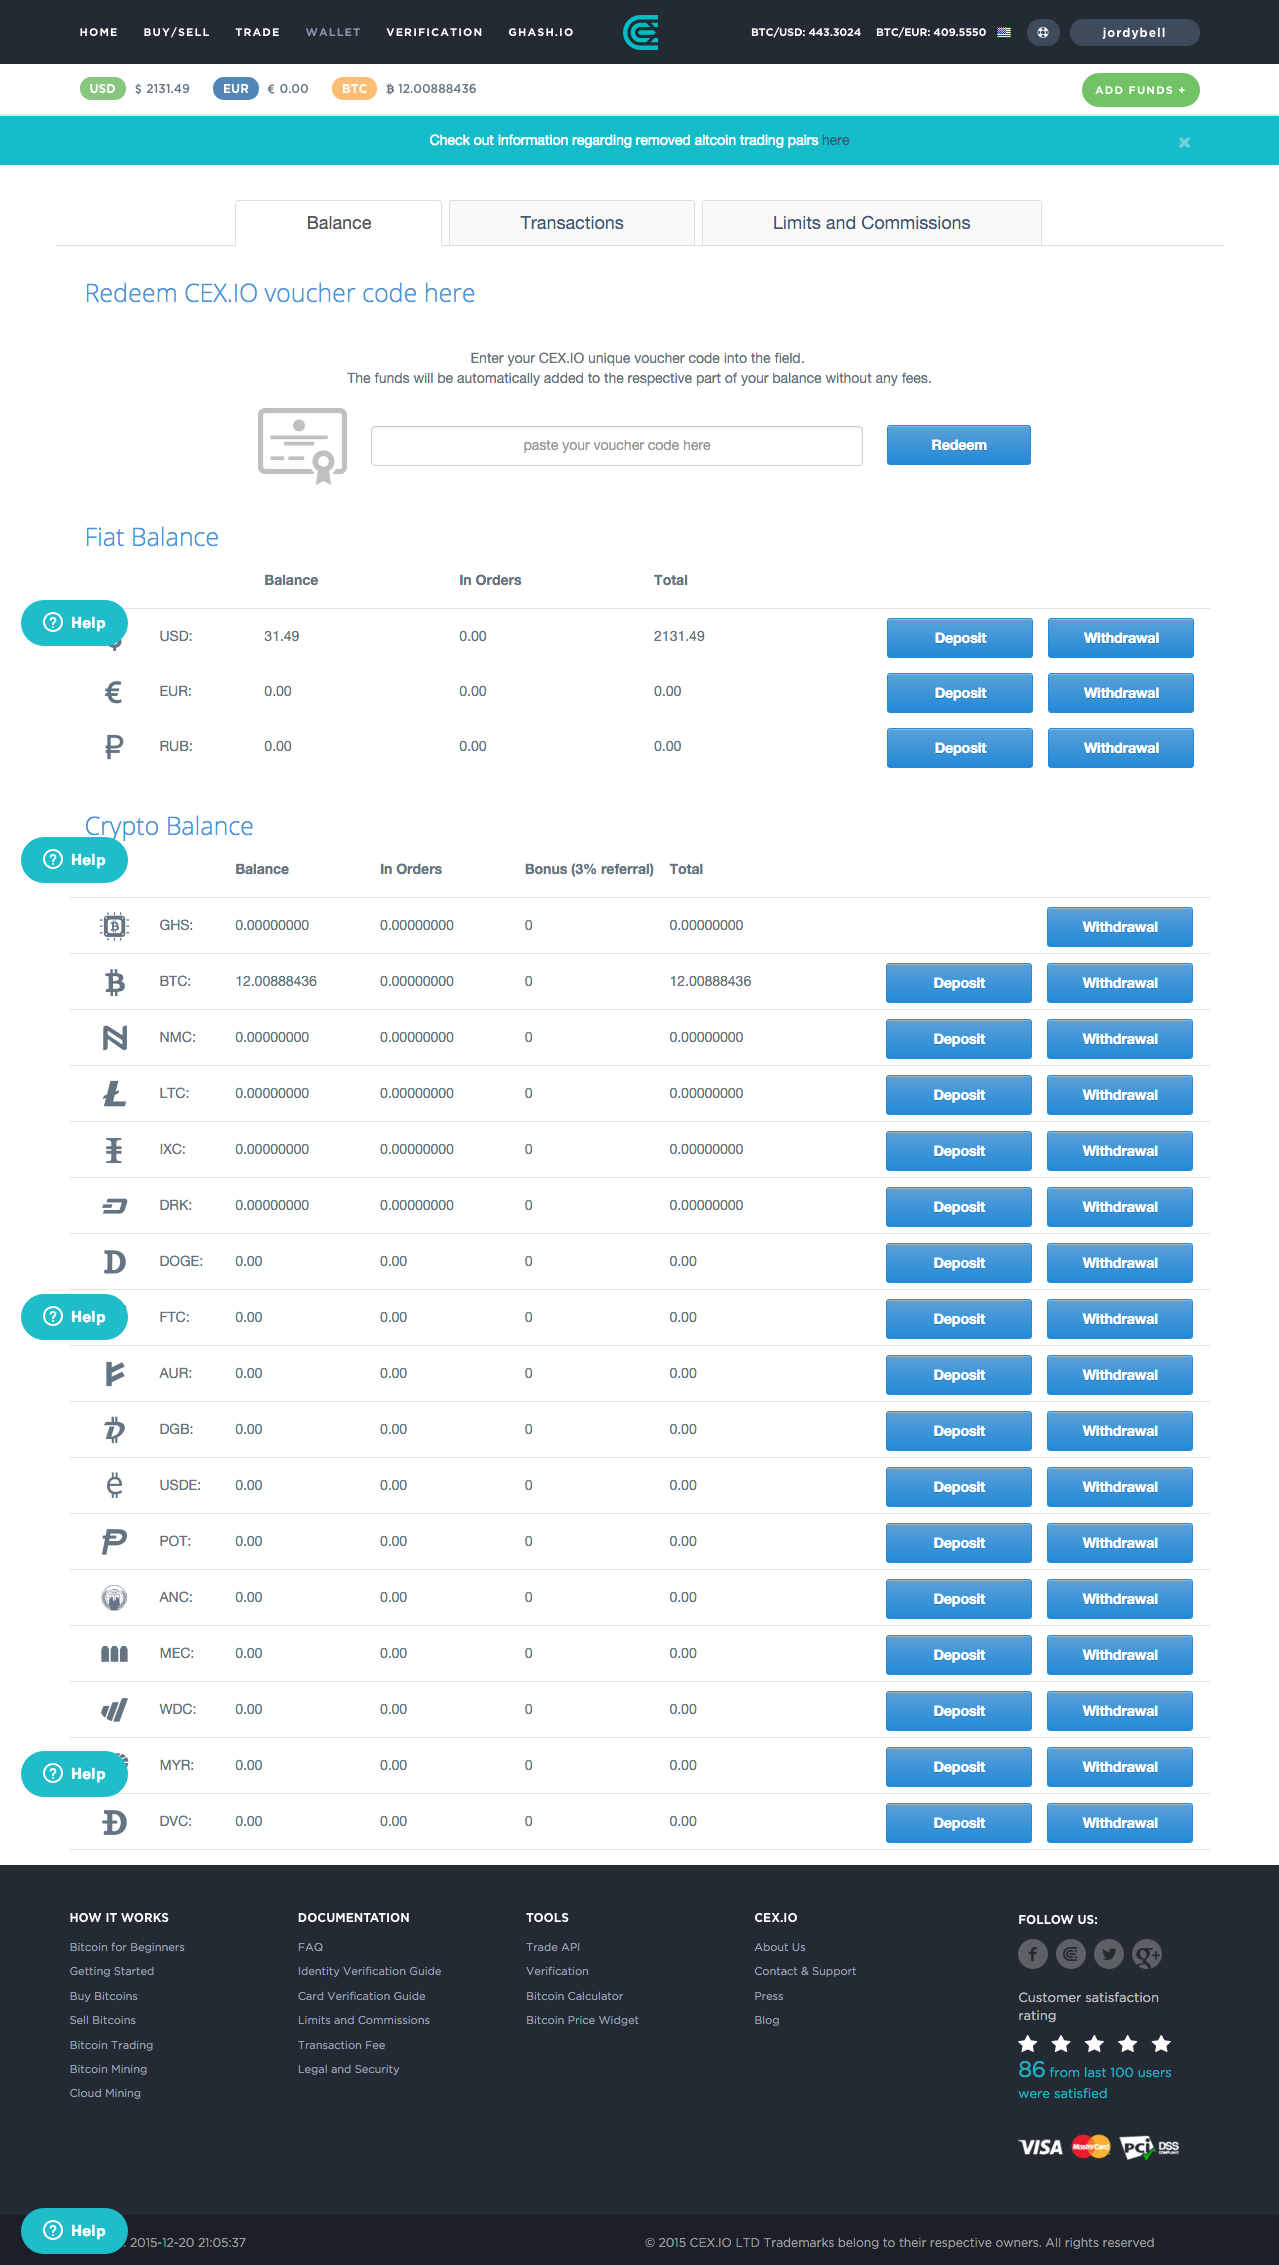 HOME BUY/SELL TRADE WALLET VERIFICATION GHASH.IO BTC/USD: 443.3024 BTC/EUR: 409.5550 jordybell
USD $ 2131.49 EUR € 0.00 BTC ₿ 12.00888436 ADD FUNDS +
Check out information regarding removed altcoin trading pairs here ×
Balance Transactions Limits and Commissions
Redeem CEX.IO voucher code here
Enter your CEX.IO unique voucher code into the field.
The funds will be automatically added to the respective part of your balance without any fees.
paste your voucher code here Redeem
Fiat Balance
Balance In Orders Total
Help
USD: 31.49 0.00 2131.49 Deposit Withdrawal
€ EUR: 0.00 0.00 0.00 Deposit Withdrawal
₽ RUB: 0.00 0.00 0.00 Deposit Withdrawal
Crypto Balance
Help
Balance In Orders Bonus (3% referral) Total
GHS: 0.00000000 0.00000000 0 0.00000000 Withdrawal
BTC: 12.00888436 0.00000000 0 12.00888436 Deposit Withdrawal
NMC: 0.00000000 0.00000000 0 0.00000000 Deposit Withdrawal
LTC: 0.00000000 0.00000000 0 0.00000000 Deposit Withdrawal
IXC: 0.00000000 0.00000000 0 0.00000000 Deposit Withdrawal
DRK: 0.00000000 0.00000000 0 0.00000000 Deposit Withdrawal
DOGE: 0.00 0.00 0 0.00 Deposit Withdrawal
Help FTC: 0.00 0.00 0 0.00 Deposit Withdrawal
AUR: 0.00 0.00 0 0.00 Deposit Withdrawal
DGB: 0.00 0.00 0 0.00 Deposit Withdrawal
USDE: 0.00 0.00 0 0.00 Deposit Withdrawal
POT: 0.00 0.00 0 0.00 Deposit Withdrawal
ANC: 0.00 0.00 0 0.00 Deposit Withdrawal
MEC: 0.00 0.00 0 0.00 Deposit Withdrawal
WDC: 0.00 0.00 0 0.00 Deposit Withdrawal
Help MYR: 0.00 0.00 0 0.00 Deposit Withdrawal
DVC: 0.00 0.00 0 0.00 Deposit Withdrawal
HOW IT WORKS
Bitcoin for Beginners
Getting Started
Buy Bitcoins
Sell Bitcoins
Bitcoin Trading
Bitcoin Mining
Cloud Mining
DOCUMENTATION
FAQ
Identity Verification Guide
Card Verification Guide
Limits and Commissions
Transaction Fee
Legal and Security
TOOLS
Trade API
Verification
Bitcoin Calculator
Bitcoin Price Widget
CEX.IO
About Us
Contact & Support
Press
Blog
FOLLOW US:
Customer satisfaction
rating
86 from last 100 users
were satisfied
VISA MasterCard PCI DSS
COMPLIANT
Help 2015-12-20 21:05:37 © 2015 CEX.IO LTD Trademarks belong to their respective owners. All rights reserved